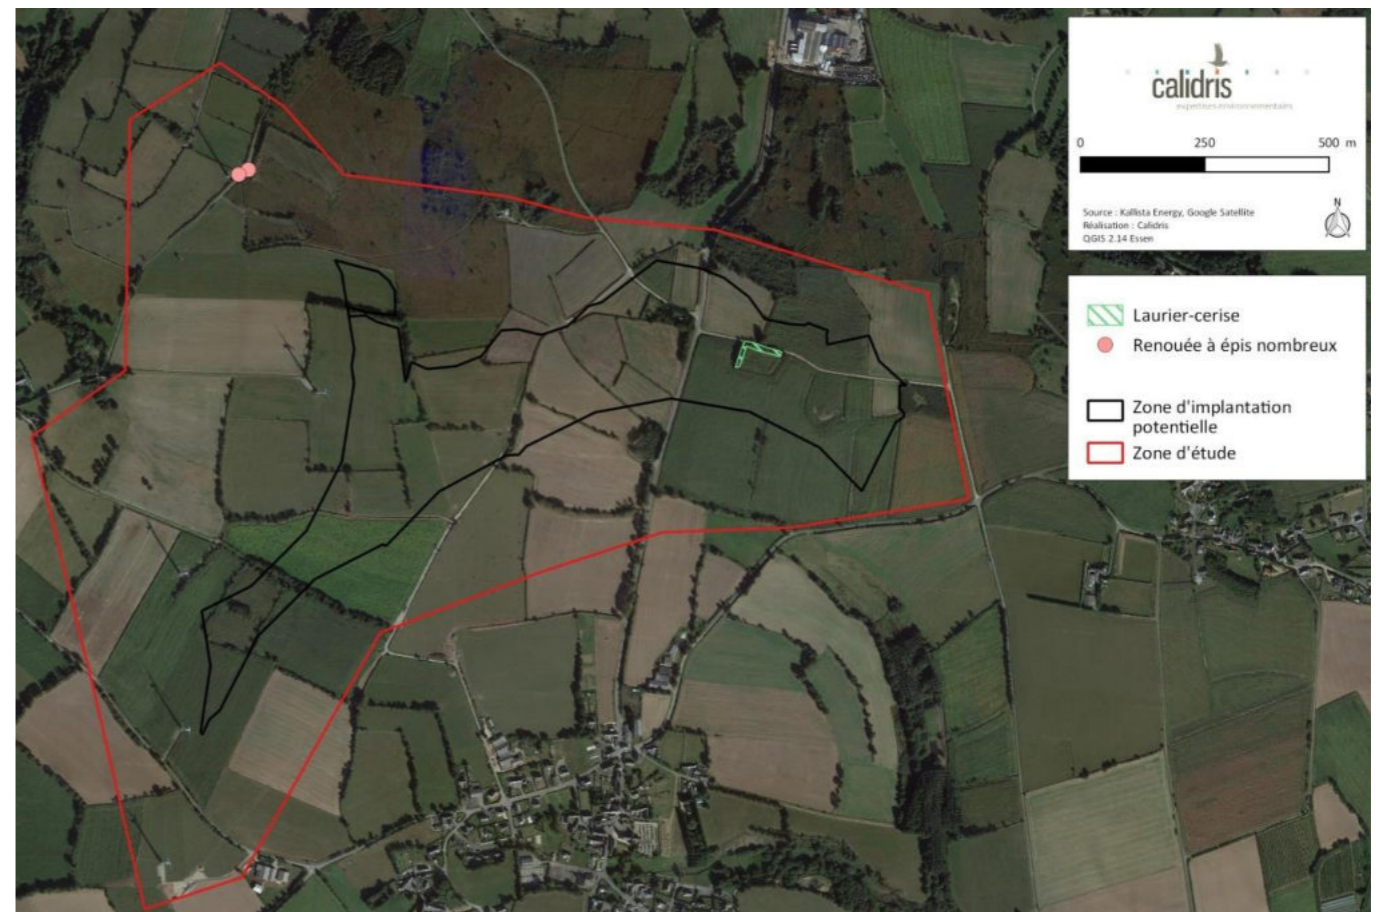 calidris
expertises environnementales
0 250 500 m
Source : Kallista Energy, Google Satellite
Réalisation : Calidris
QGIS 2.14 Essen
N
Laurier-cerise
Renouée à épis nombreux
Zone d'implantation
potentielle
Zone d'étude